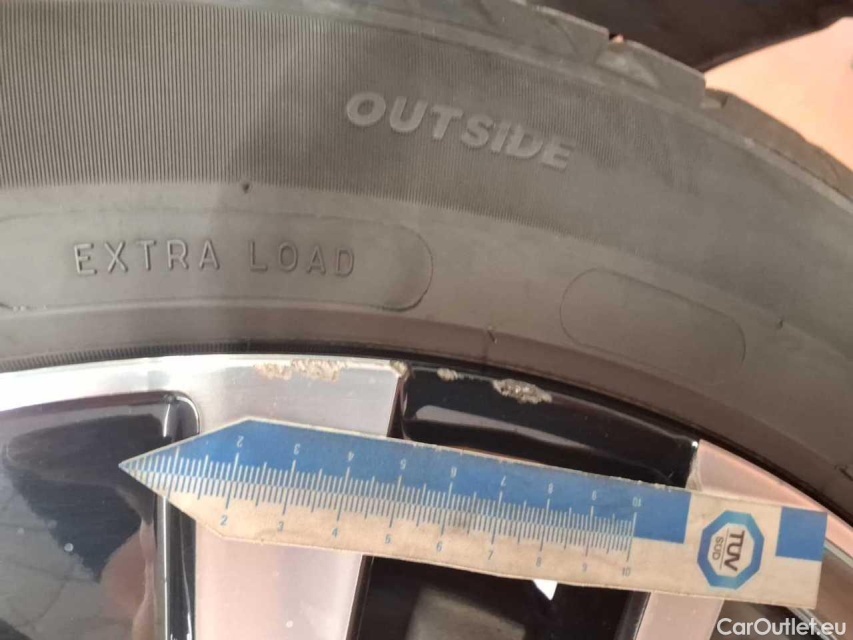 OUTSIDE
EXTRA LOAD
2 3 4 5 6 7 8 9 10
2 3 4 5 6 7 8 9 10
TÜV
SÜD
CarOutlet.eu